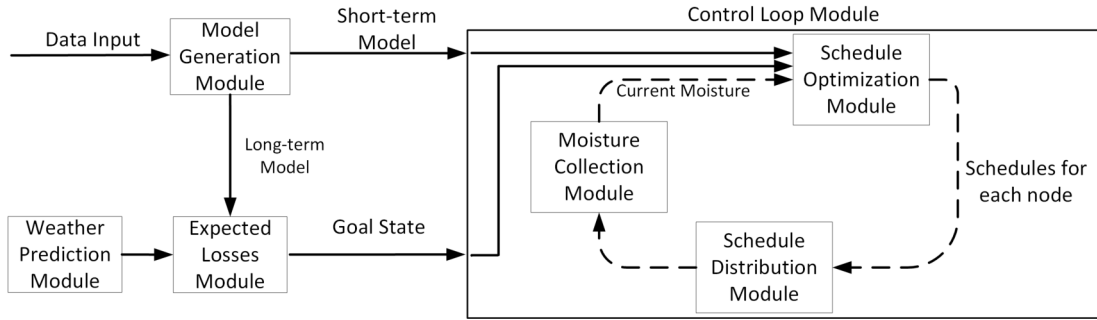 Control Loop Module
Data Input
Model
Generation
Module
Short-term
Model
Schedule
Optimization
Module
Current Moisture
Long-term
Model
Moisture
Collection
Module
Schedules for
each node
Weather
Prediction
Module
Expected
Losses
Module
Goal State
Schedule
Distribution
Module